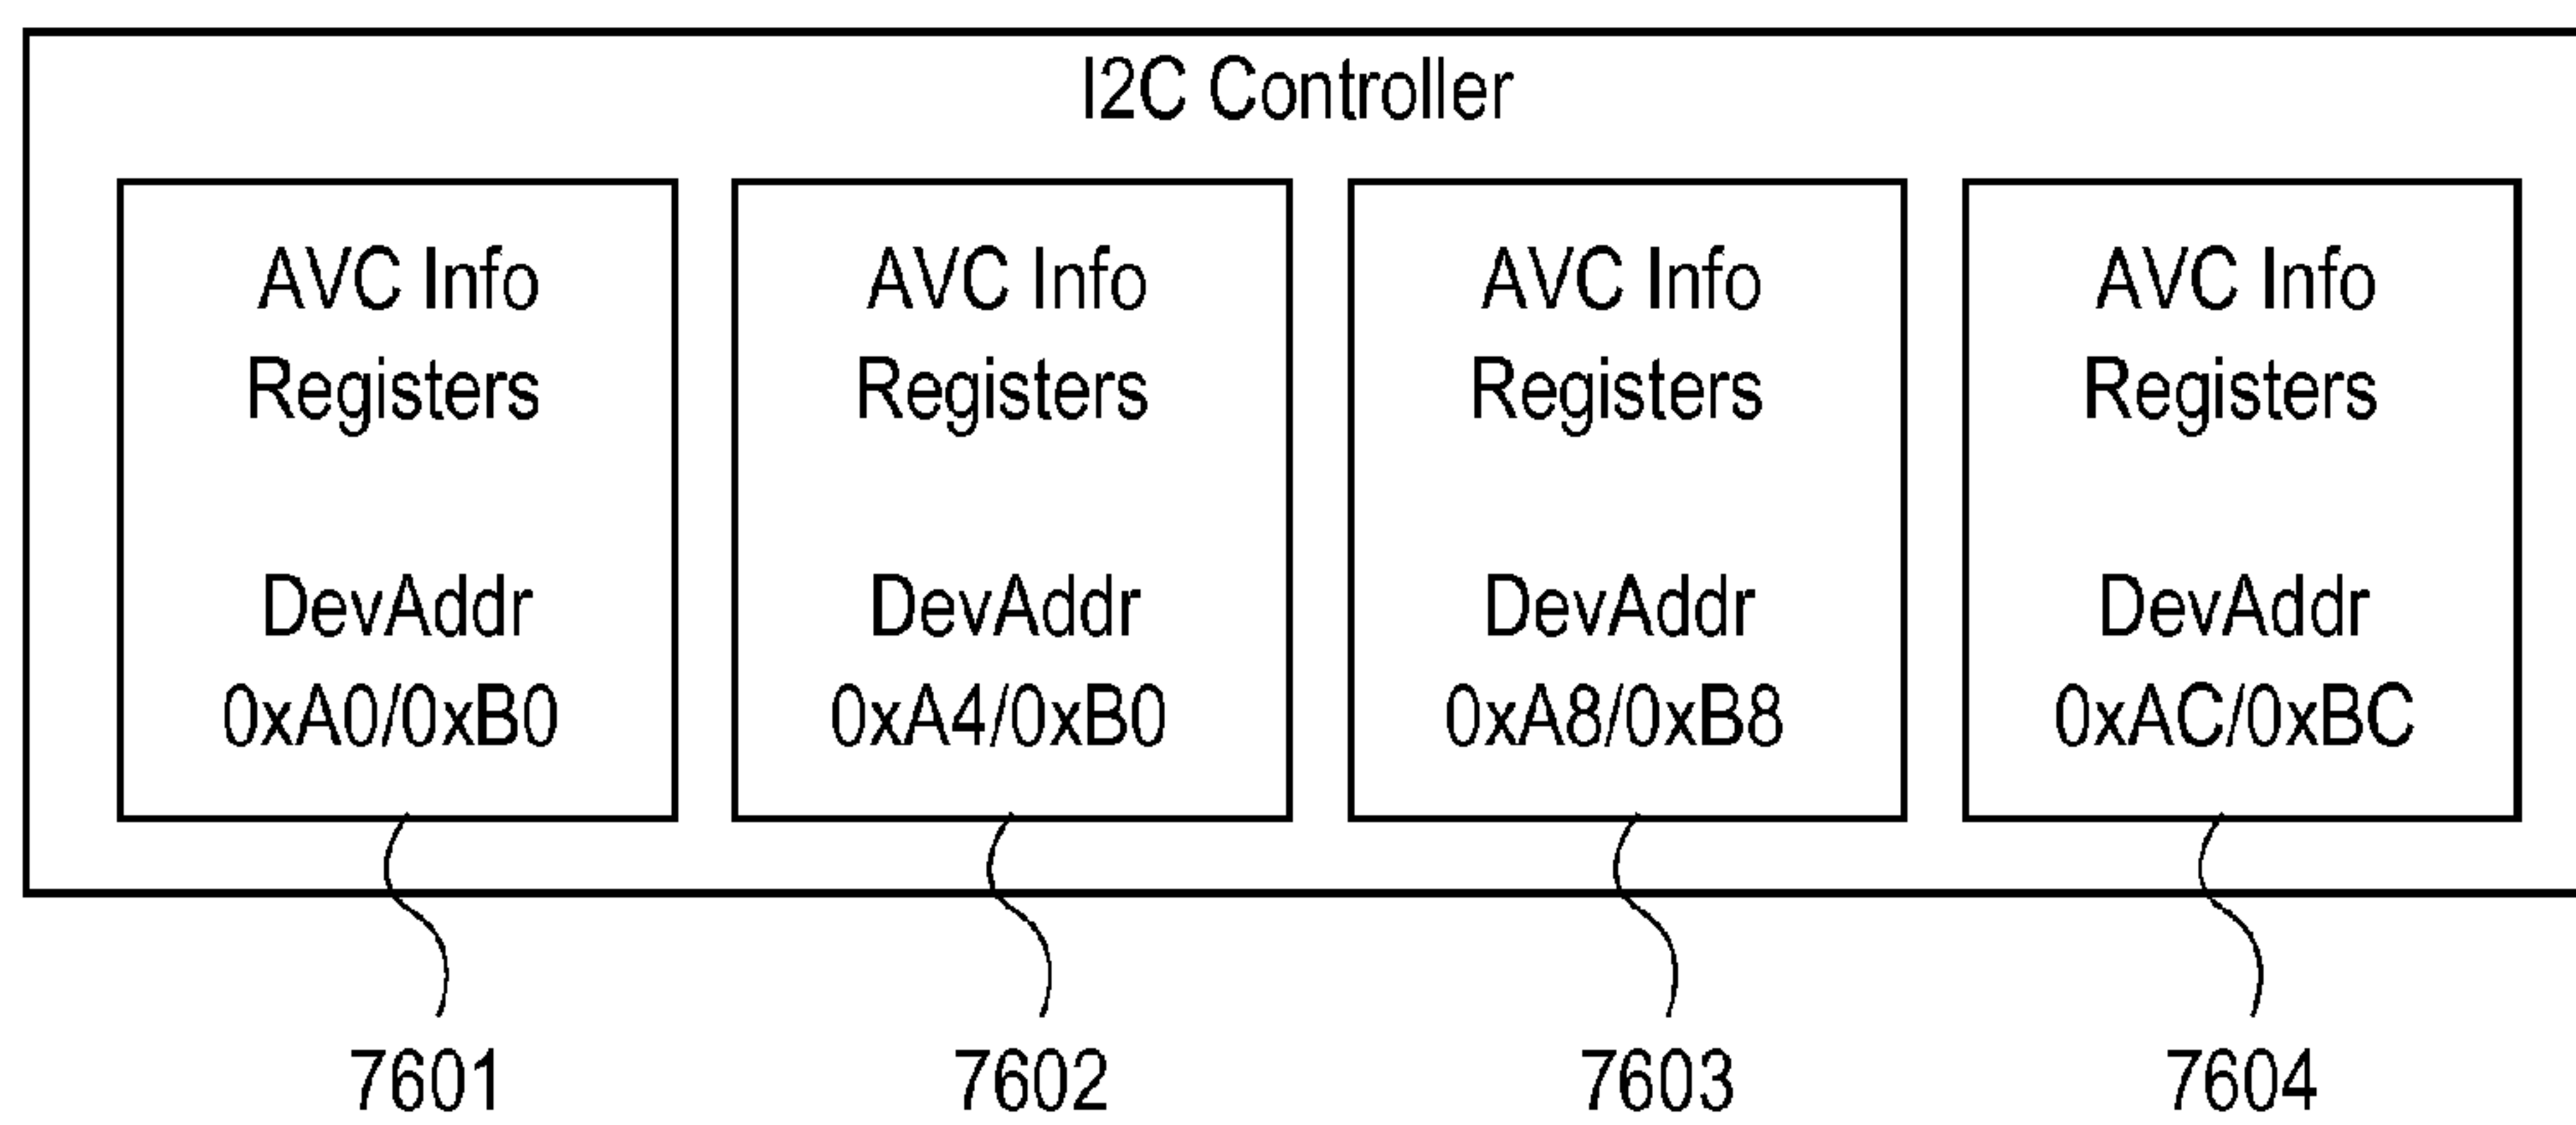 I2C Controller
AVC Info
Registers
DevAddr
0xA0/0xB0
AVC Info
Registers
DevAddr
0xA4/0xB0
AVC Info
Registers
DevAddr
0xA8/0xB8
AVC Info
Registers
DevAddr
0xAC/0xBC
7601
7602
7603
7604